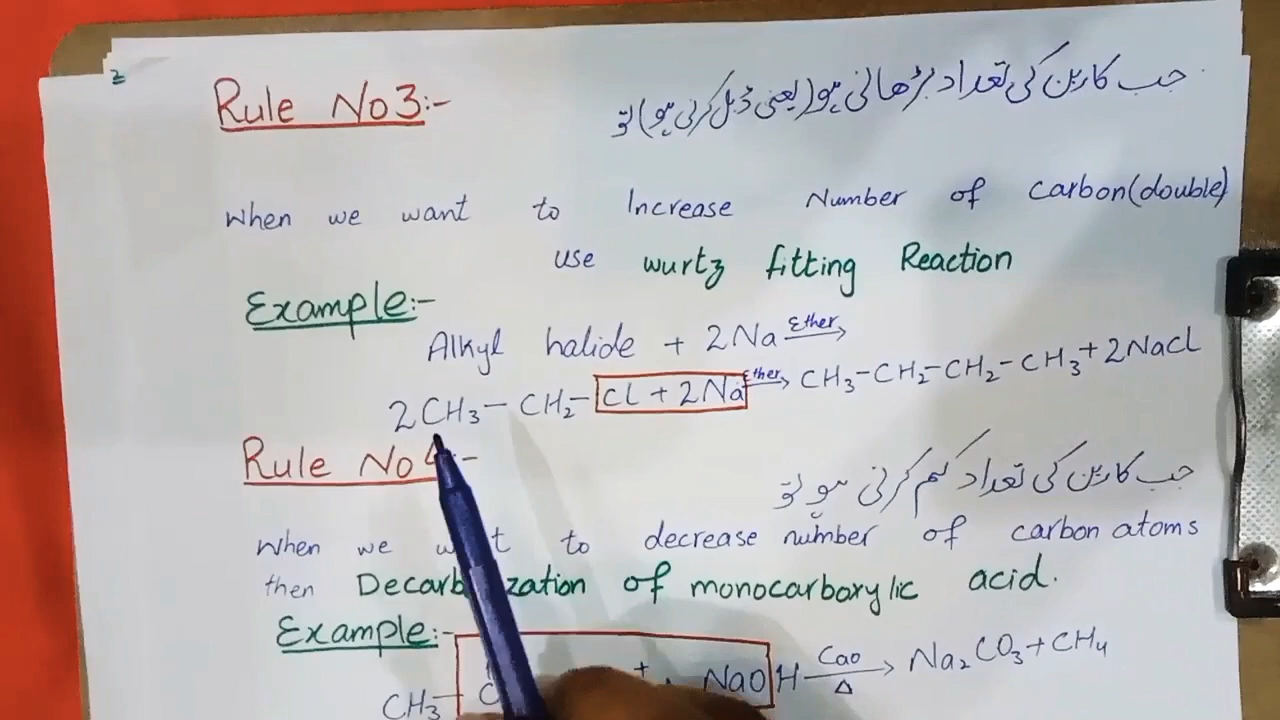 2
Rule No3:-
جب کاربن کی تعداد بڑھانی ہو (یعنی ڈبل کرنی ہو) تو
When we want to Increase Number of Carbon(double)
use wurtz fitting Reaction
Example:-
Alkyl halide + 2Na Ether→
2CH₃-CH₂-Cl + 2Na Ether→ CH₃-CH₂-CH₂-CH₃ + 2NaCl
Rule No4:-
جب کاربن کی تعداد کم کرنی ہو تو
When we to decrease number of carbon atoms
then of monocarboxylic acid.
Example:-
CH₃- + NaOH CaO→ Δ Na₂CO₃ + CH₄